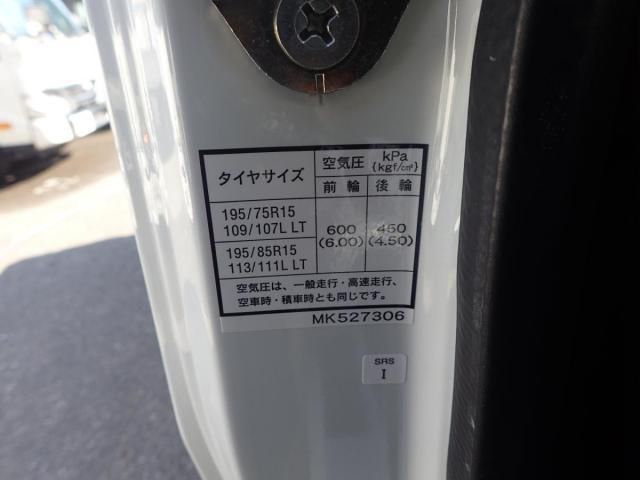 タイヤサイズ 空気圧 kPa {kgf/c㎡}
前輪 後輪
195/75R15
109/107L LT 600 450
195/85R15 (6.00) (4.50)
113/111L LT
空気圧は、一般走行・高速走行、
空車時・積車時とも同じです。
MK527306
SRS
I